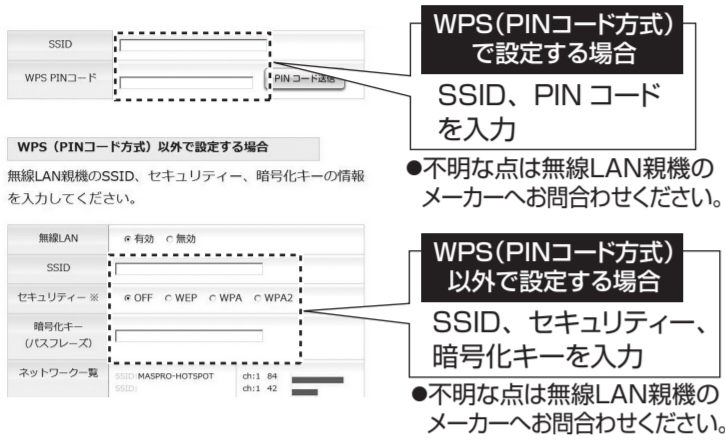 SSID
WPS PINコード
PIN コード送信
WPS（PINコード方式）以外で設定する場合
無線LAN親機のSSID、セキュリティー、暗号化キーの情報
を入力してください。
無線LAN
有効 無効
SSID
セキュリティー ※
OFF WEP WPA WPA2
暗号化キー
(パスフレーズ)
ネットワーク一覧
SSID:MASPRO-HOTSPOT ch:1 84
SSID: ch:1 42
WPS（PINコード方式）
で設定する場合
SSID、PIN コード
を入力
●不明な点は無線LAN親機の
メーカーへお問合わせください。
WPS（PINコード方式）
以外で設定する場合
SSID、セキュリティー、
暗号化キーを入力
●不明な点は無線LAN親機の
メーカーへお問合わせください。